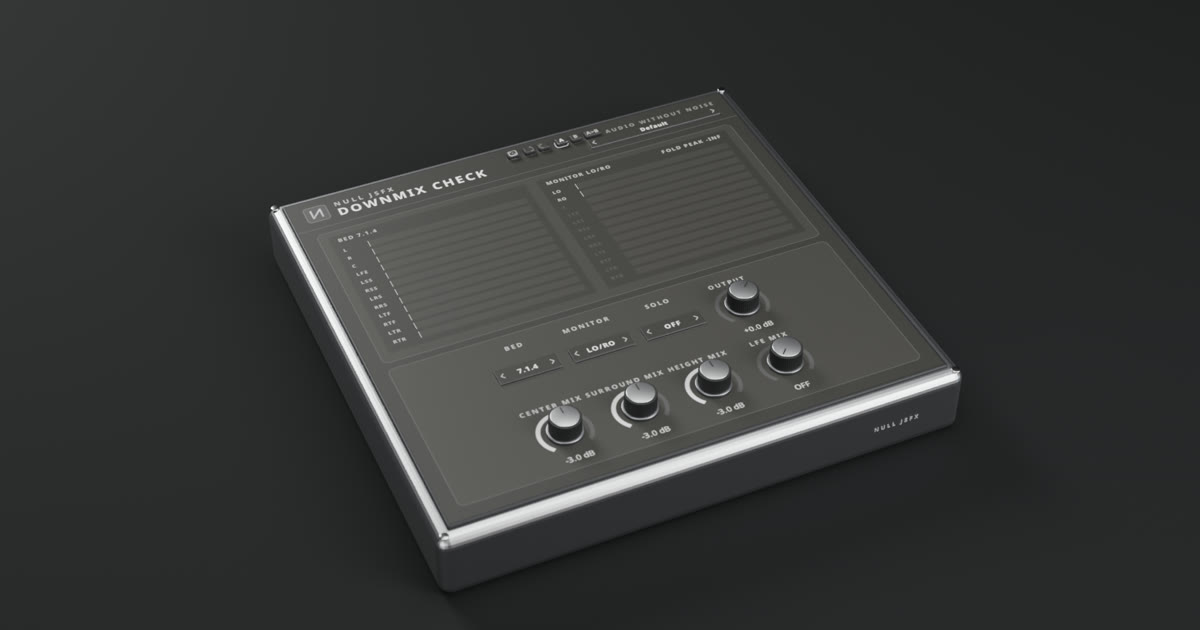 NULL JSFX
DOWNMIX CHECK
A
B
A>B
AUDIO WITHOUT NOISE
< Default >
BED 7.1.4
L
R
C
LFE
LSS
RSS
LRS
RRS
LTF
RTF
LTR
RTR
MONITOR LO/RO
FOLD PEAK -INF
LO
RO
BED
< 7.1.4 >
MONITOR
< LO/RO >
SOLO
< OFF >
OUTPUT
+0.0 dB
CENTER MIX
-3.0 dB
SURROUND MIX
-3.0 dB
HEIGHT MIX
-3.0 dB
LFE MIX
OFF
NULL JSFX